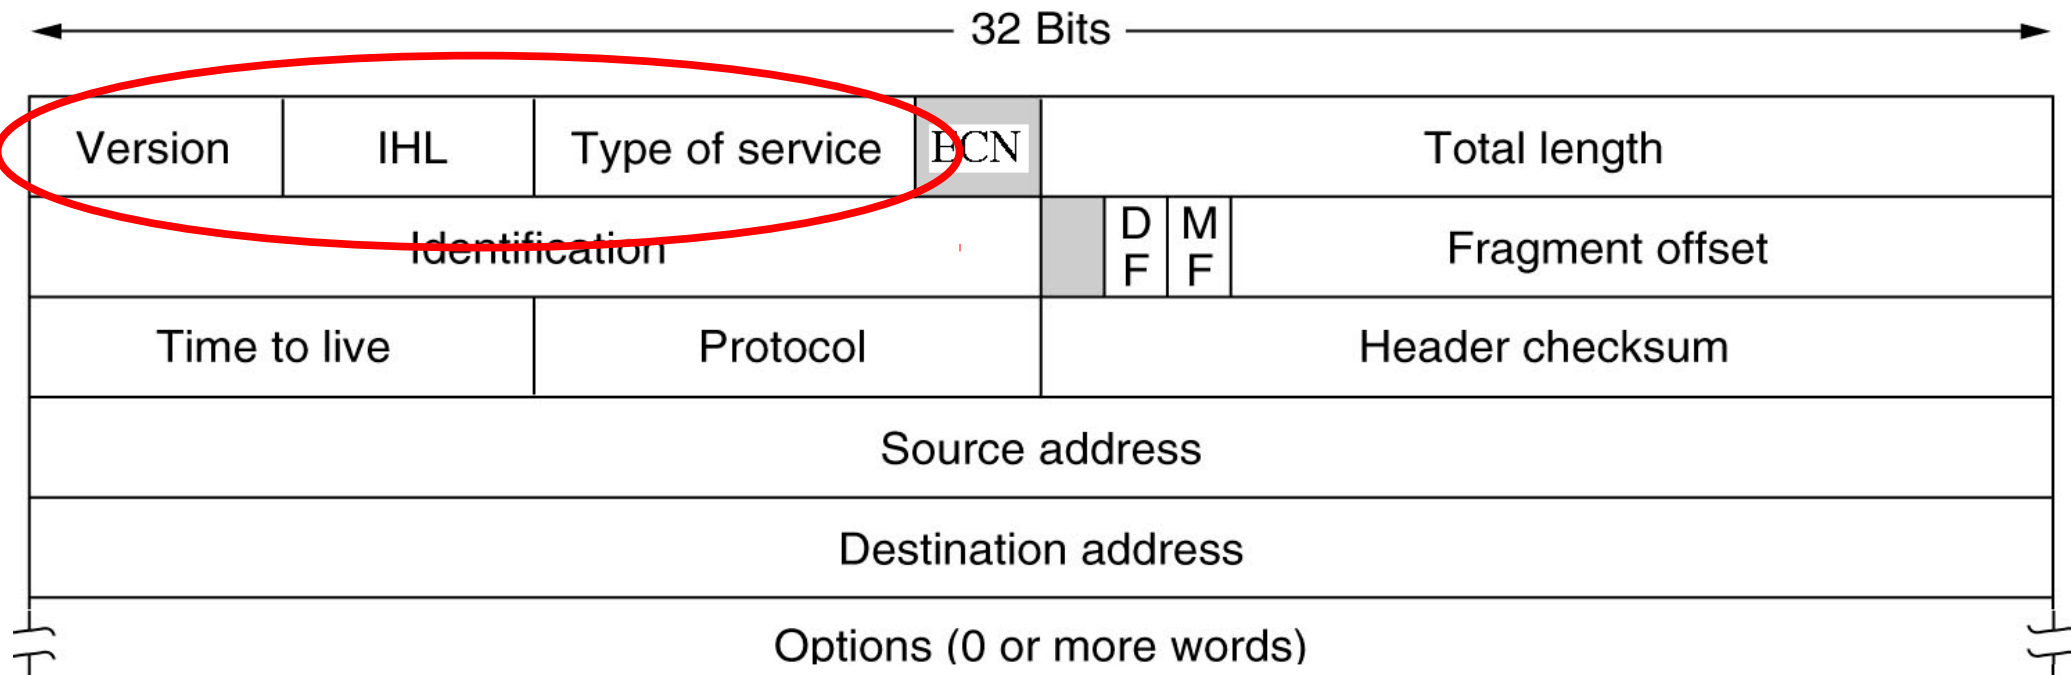 32 Bits
Version IHL Type of service ECN Total length
Identification D F M F Fragment offset
Time to live Protocol Header checksum
Source address
Destination address
Options (0 or more words)